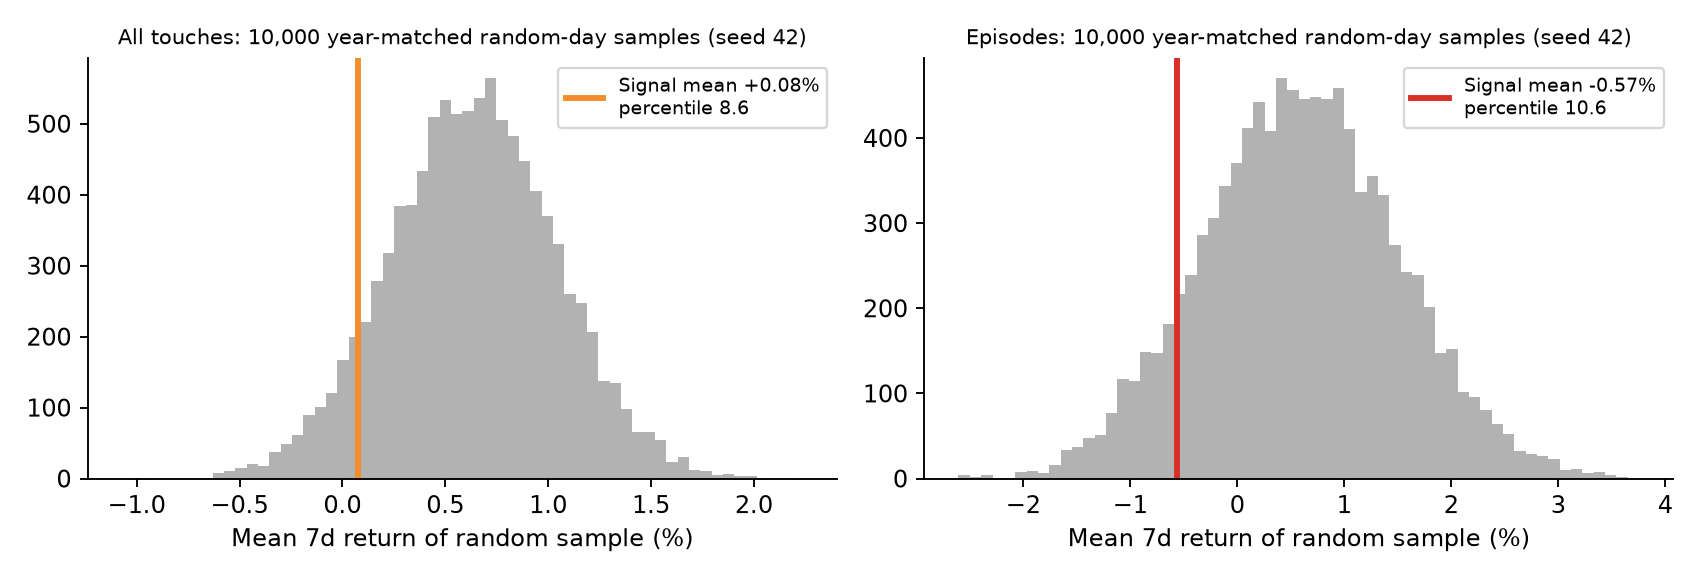 All touches: 10,000 year-matched random-day samples (seed 42)
Signal mean +0.08%
percentile 8.6
500
400
300
200
100
0
−1.0 −0.5 0.0 0.5 1.0 1.5 2.0
Mean 7d return of random sample (%)
Episodes: 10,000 year-matched random-day samples (seed 42)
Signal mean -0.57%
percentile 10.6
400
300
200
100
0
−2 −1 0 1 2 3 4
Mean 7d return of random sample (%)